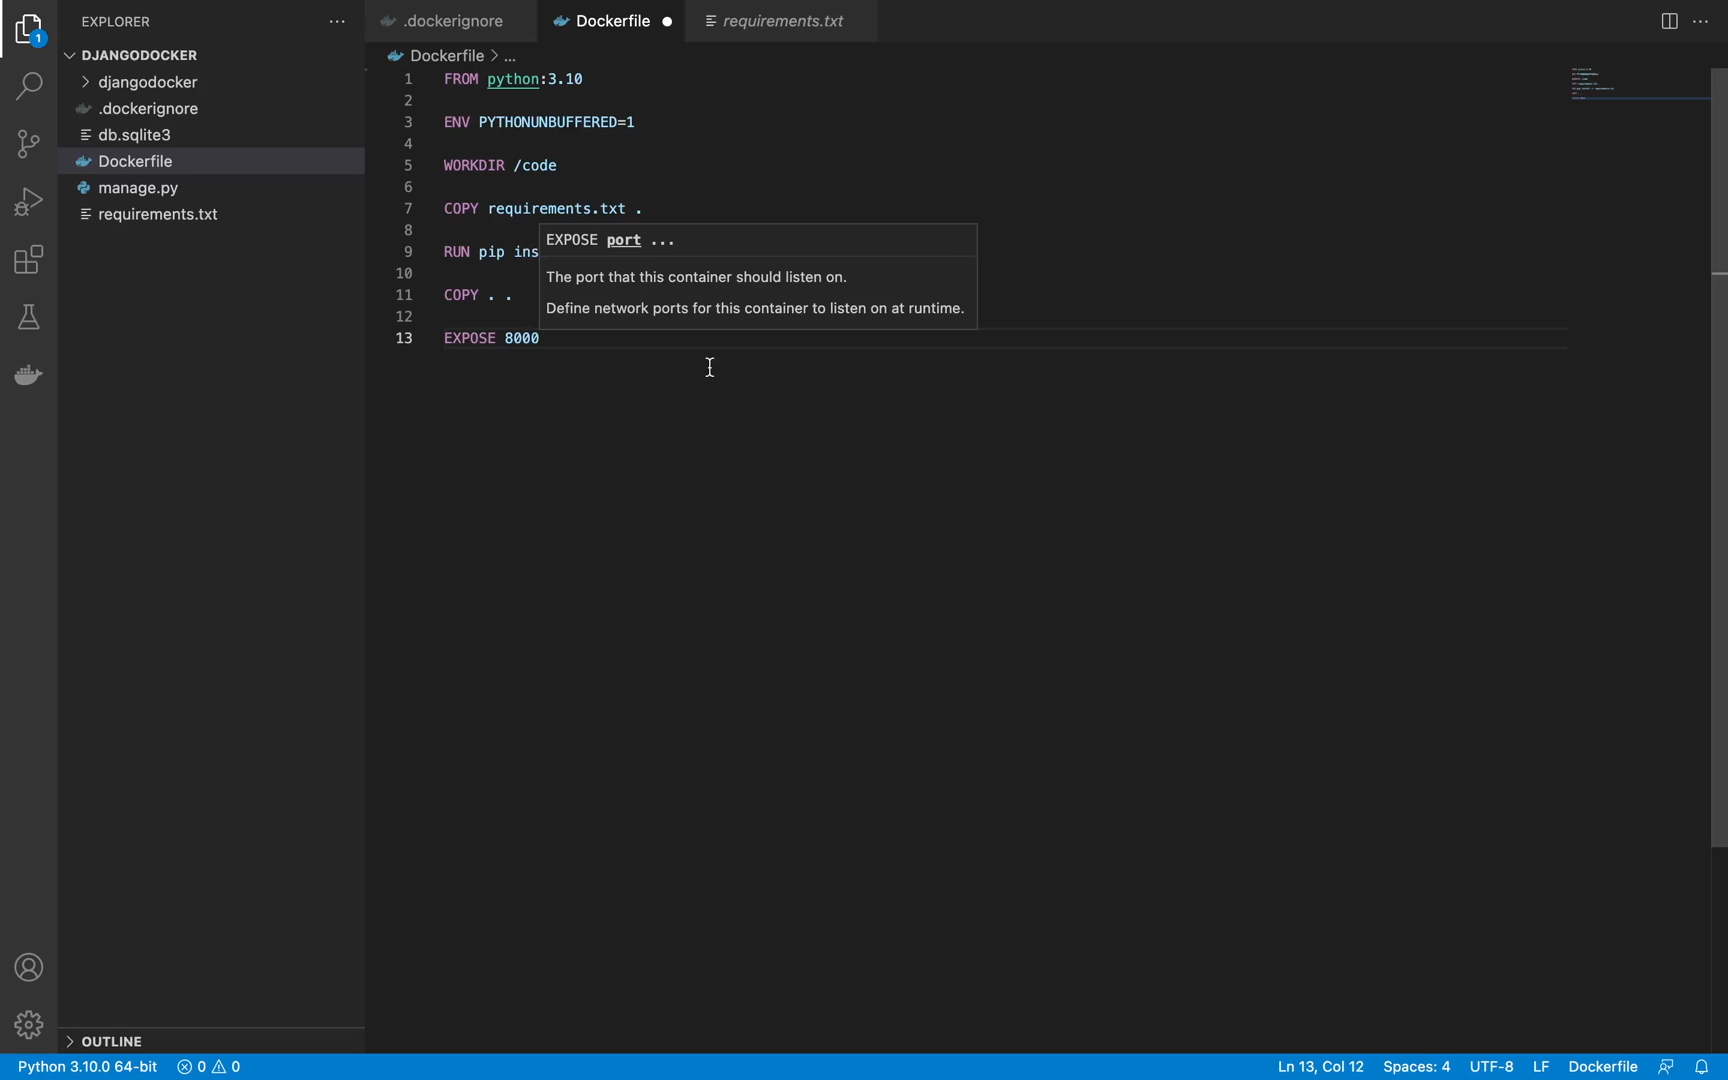 EXPLORER
DJANGODOCKER
djangodocker
.dockerignore
db.sqlite3
Dockerfile
manage.py
requirements.txt
OUTLINE
1
.dockerignore
Dockerfile
requirements.txt
Dockerfile > ...
1 FROM python:3.10
2
3 ENV PYTHONUNBUFFERED=1
4
5 WORKDIR /code
6
7 COPY requirements.txt .
8
9 RUN pip ins
10
11 COPY . .
12
13 EXPOSE 8000
EXPOSE port ...
The port that this container should listen on.
Define network ports for this container to listen on at runtime.
Python 3.10.0 64-bit 0 0 Ln 13, Col 12 Spaces: 4 UTF-8 LF Dockerfile